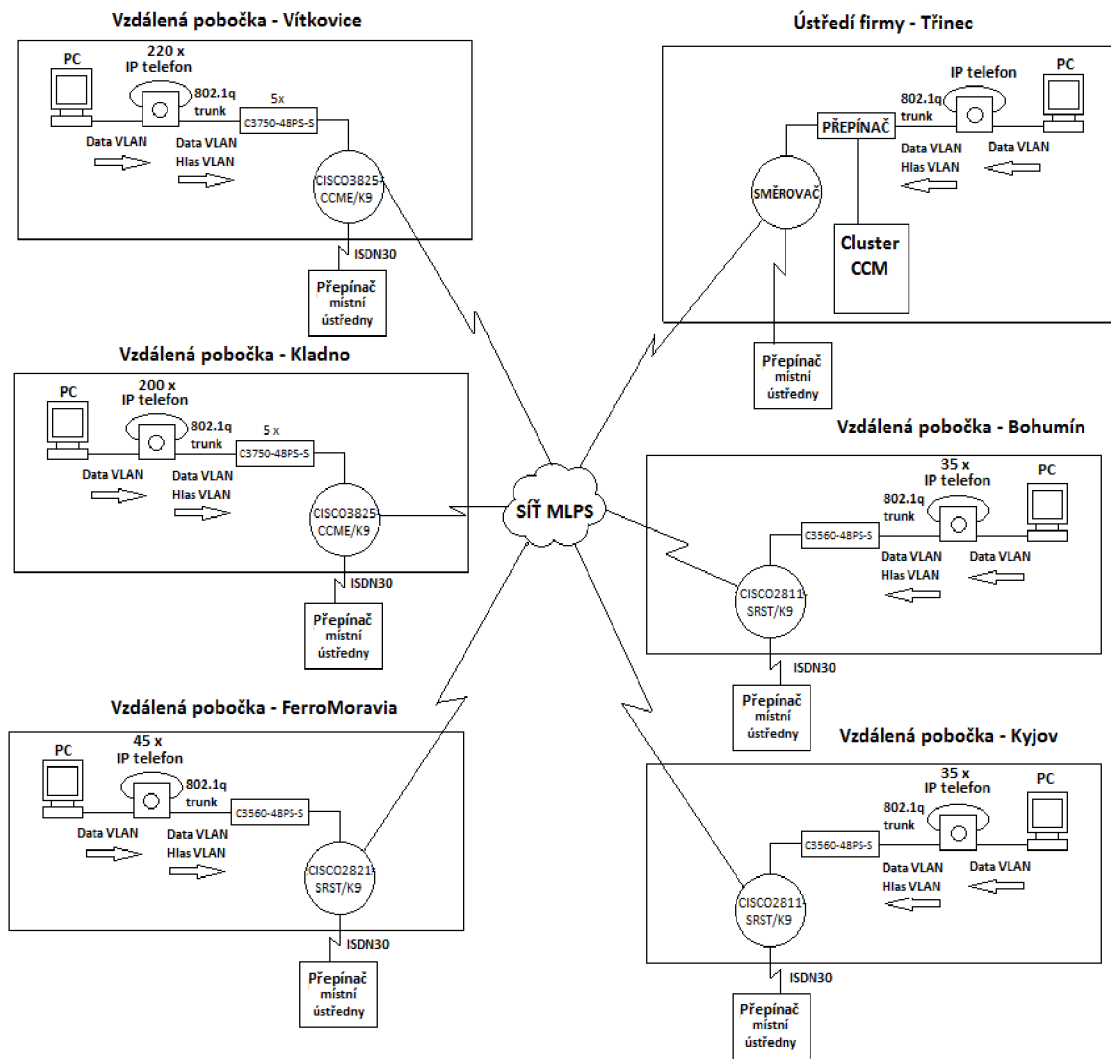 Vzdálená pobočka - Vítkovice
PC
220 x
IP telefon
802.1q
trunk
5x
C3750-48PS-S
Data VLAN
Data VLAN
Hlas VLAN
CISCO3825-
CCME/K9
ISDN30
Přepínač
místní
ústředny
Ústředí firmy - Třinec
IP telefon
PC
802.1q
trunk
PŘEPÍNAČ
Data VLAN
Hlas VLAN
Data VLAN
SMĚROVAČ
Cluster
CCM
Přepínač
místní
ústředny
Vzdálená pobočka - Kladno
PC
200 x
IP telefon
802.1q
trunk
5 x
C3750-48PS-S
Data VLAN
Data VLAN
Hlas VLAN
CISCO3825-
CCME/K9
ISDN30
Přepínač
místní
ústředny
SÍŤ MLPS
Vzdálená pobočka - Bohumín
35 x
IP telefon
PC
802.1q
trunk
C3560-48PS-S
Data VLAN
Hlas VLAN
Data VLAN
CISCO2811-
SRST/K9
ISDN30
Přepínač
místní
ústředny
Vzdálená pobočka - FerroMoravia
PC
45 x
IP telefon
802.1q
trunk
C3560-48PS-S
Data VLAN
Data VLAN
Hlas VLAN
CISCO2821-
SRST/K9
ISDN30
Přepínač
místní
ústředny
Vzdálená pobočka - Kyjov
35 x
IP telefon
PC
802.1q
trunk
C3560-48PS-S
Data VLAN
Hlas VLAN
Data VLAN
CISCO2811-
SRST/K9
ISDN30
Přepínač
místní
ústředny